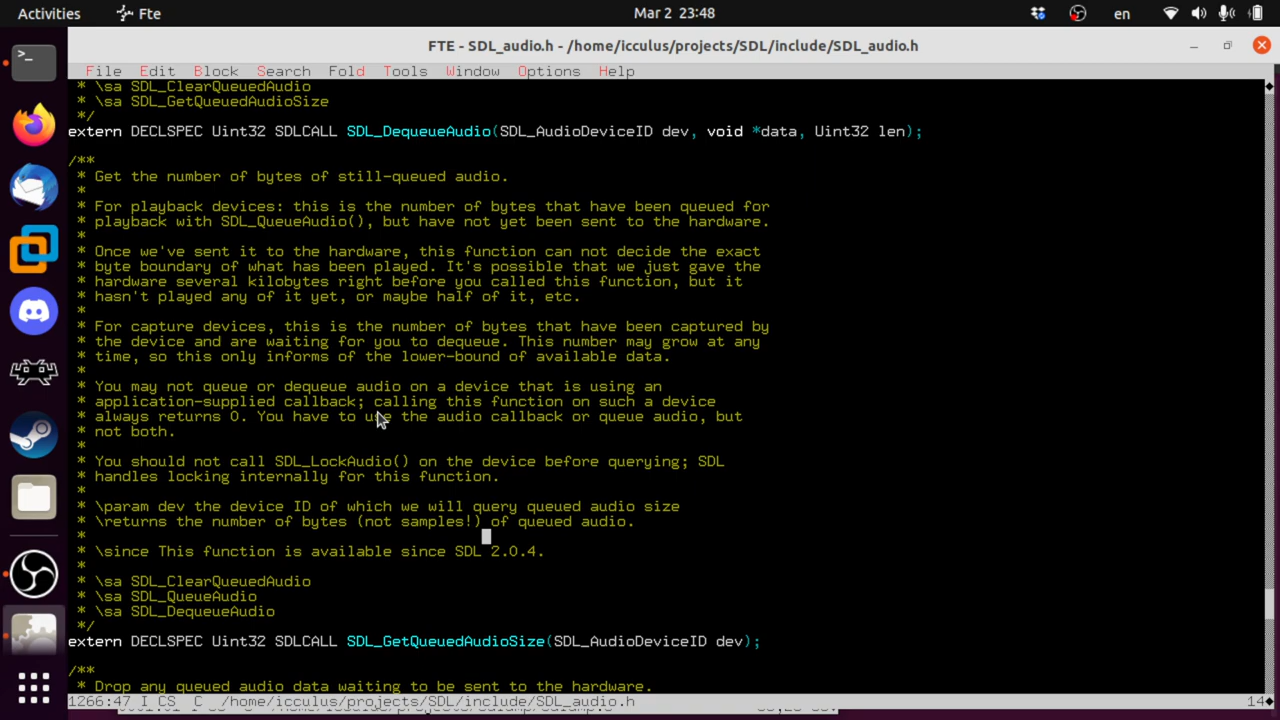 Activities Fte Mar 2 23:48 en
FTE - SDL_audio.h - /home/icculus/projects/SDL/include/SDL_audio.h
File Edit Block Search Fold Tools Window Options Help
* \sa SDL_ClearQueuedAudio
* \sa SDL_GetQueuedAudioSize
*/
extern DECLSPEC Uint32 SDLCALL SDL_DequeueAudio(SDL_AudioDeviceID dev, void *data, Uint32 len);
/**
* Get the number of bytes of still-queued audio.
*
* For playback devices: this is the number of bytes that have been queued for
* playback with SDL_QueueAudio(), but have not yet been sent to the hardware.
*
* Once we've sent it to the hardware, this function can not decide the exact
* byte boundary of what has been played. It's possible that we just gave the
* hardware several kilobytes right before you called this function, but it
* hasn't played any of it yet, or maybe half of it, etc.
*
* For capture devices, this is the number of bytes that have been captured by
* the device and are waiting for you to dequeue. This number may grow at any
* time, so this only informs of the lower-bound of available data.
*
* You may not queue or dequeue audio on a device that is using an
* application-supplied callback; calling this function on such a device
* always returns 0. You have to use the audio callback or queue audio, but
* not both.
*
* You should not call SDL_LockAudio() on the device before querying; SDL
* handles locking internally for this function.
*
* \param dev the device ID of which we will query queued audio size
* \returns the number of bytes (not samples!) of queued audio.
*
* \since This function is available since SDL 2.0.4.
*
* \sa SDL_ClearQueuedAudio
* \sa SDL_QueueAudio
* \sa SDL_DequeueAudio
*/
extern DECLSPEC Uint32 SDLCALL SDL_GetQueuedAudioSize(SDL_AudioDeviceID dev);
/**
* Drop any queued audio data waiting to be sent to the hardware.
1266:47 I CS C /home/icculus/projects/SDL/include/SDL_audio.h 14